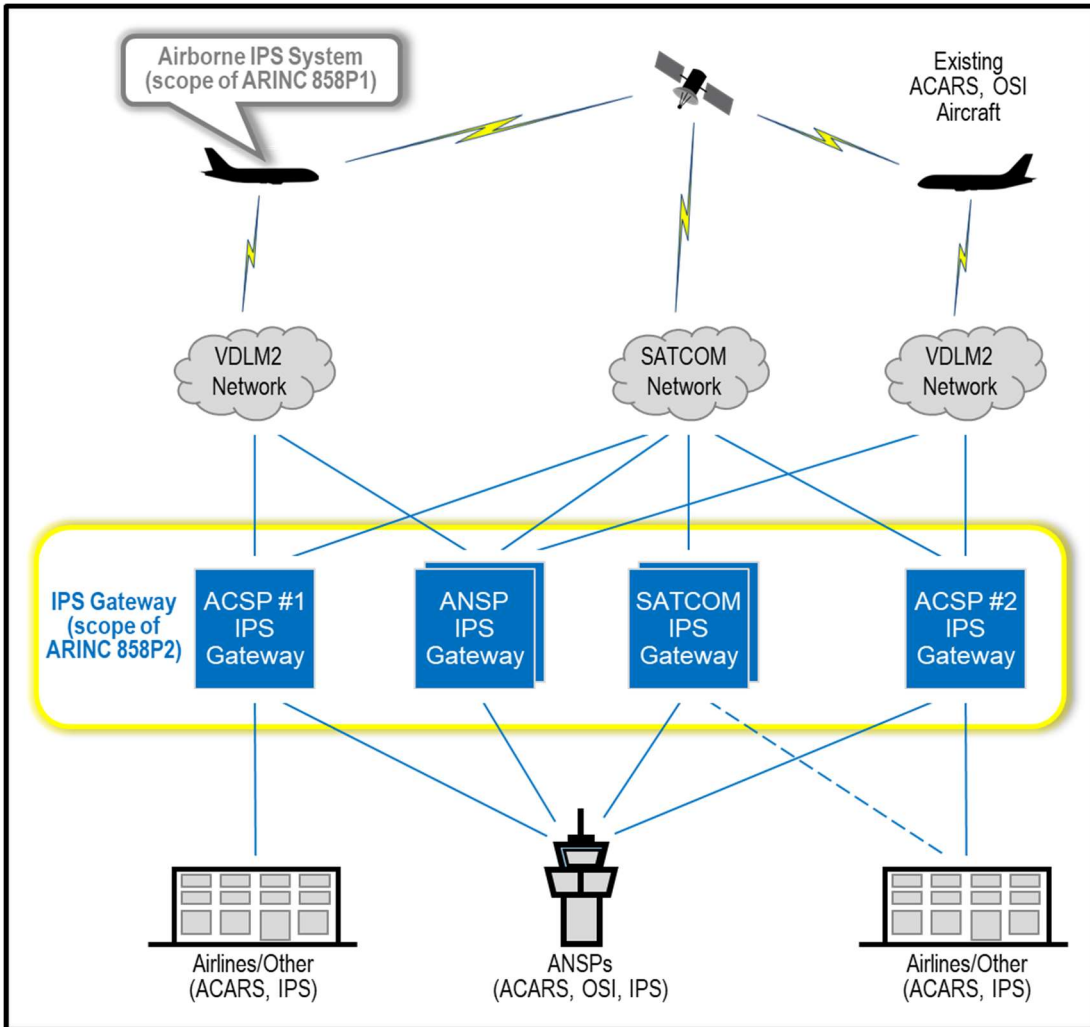 Airborne IPS System
(scope of ARINC 858P1)
Existing
ACARS, OSI
Aircraft
VDLM2
Network
SATCOM
Network
VDLM2
Network
IPS Gateway
(scope of
ARINC 858P2)
ACSP #1
IPS
Gateway
ANSP
IPS
Gateway
SATCOM
IPS
Gateway
ACSP #2
IPS
Gateway
Airlines/Other
(ACARS, IPS)
ANSPs
(ACARS, OSI, IPS)
Airlines/Other
(ACARS, IPS)